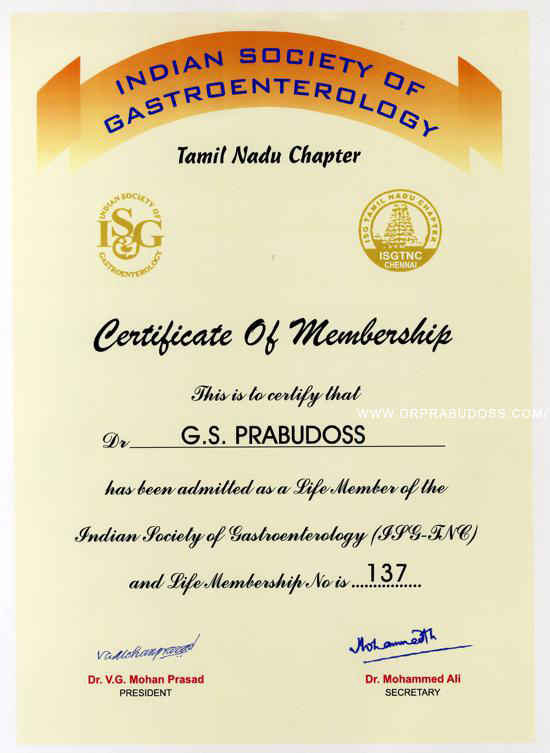 INDIAN SOCIETY OF
GASTROENTEROLOGY
Tamil Nadu Chapter
INDIAN SOCIETY OF
IS&G
GASTROENTEROLOGY
ISG TAMIL NADU CHAPTER
ISGTNC
CHENNAI
Certificate Of Membership
This is to certify that
WWW.DRPRABUDOSS.COM/
Dr G.S. PRABUDOSS
has been admitted as a Life Member of the
Indian Society of Gastroenterology (ISG-TNC)
and Life Membership No is ...137...
V.G. Mohan Prasad
Mohammed Ali
Dr. V.G. Mohan Prasad
PRESIDENT
Dr. Mohammed Ali
SECRETARY